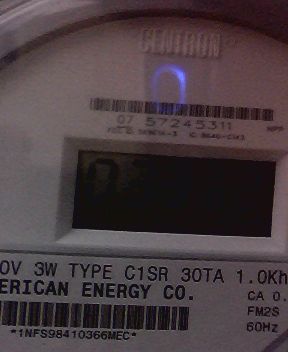 CENTRON
07 57245311
0V 3W TYPE C1SR 30TA 1.0Kh
ERICAN ENERGY CO.
CA 0.
FM2S
*1NFS98410366MEC*
60Hz